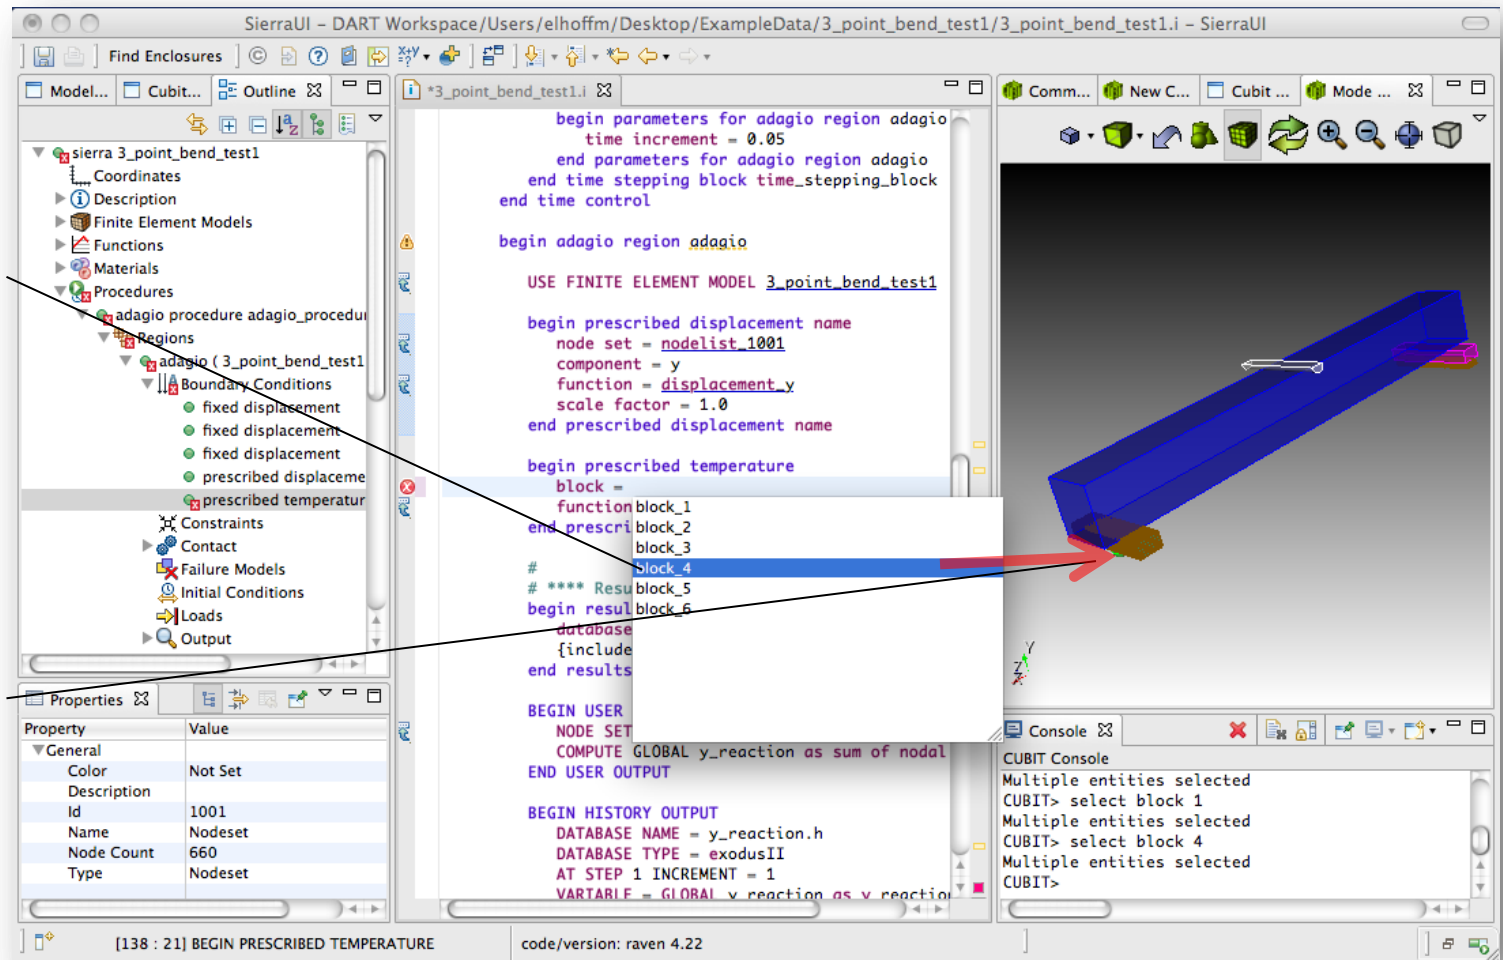 SierraUI – DART Workspace/Users/elhoffm/Desktop/ExampleData/3_point_bend_test1/3_point_bend_test1.i – SierraUI
Find Enclosures
Model...
Cubit...
Outline
sierra 3_point_bend_test1
Coordinates
Description
Finite Element Models
Functions
Materials
Procedures
adagio procedure adagio_procedur
Regions
adagio ( 3_point_bend_test1
Boundary Conditions
fixed displacement
fixed displacement
fixed displacement
prescribed displaceme
prescribed temperatur
Constraints
Contact
Failure Models
Initial Conditions
Loads
Output
Properties
Property Value
General
Color Not Set
Description
Id 1001
Name Nodeset
Node Count 660
Type Nodeset
*3_point_bend_test1.i
begin parameters for adagio region adagio
time increment = 0.05
end parameters for adagio region adagio
end time stepping block time_stepping_block
end time control
begin adagio region adagio
USE FINITE ELEMENT MODEL 3_point_bend_test1
begin prescribed displacement name
node set = nodelist_1001
component = y
function = displacement_y
scale factor = 1.0
end prescribed displacement name
begin prescribed temperature
block =
function
end prescri
#
# **** Resu
begin resul
database
{include
end results
block_1
block_2
block_3
block_4
block_5
block_6
BEGIN USER
NODE SET
COMPUTE GLOBAL y_reaction as sum of nodal
END USER OUTPUT
BEGIN HISTORY OUTPUT
DATABASE NAME = y_reaction.h
DATABASE TYPE = exodusII
AT STEP 1 INCREMENT = 1
VARIABLE = GLOBAL y_reaction as y_reaction
Comm...
New C...
Cubit ...
Mode ...
Y
Z
Console
CUBIT Console
Multiple entities selected
CUBIT> select block 1
Multiple entities selected
CUBIT> select block 4
Multiple entities selected
CUBIT>
[138 : 21] BEGIN PRESCRIBED TEMPERATURE
code/version: raven 4.22